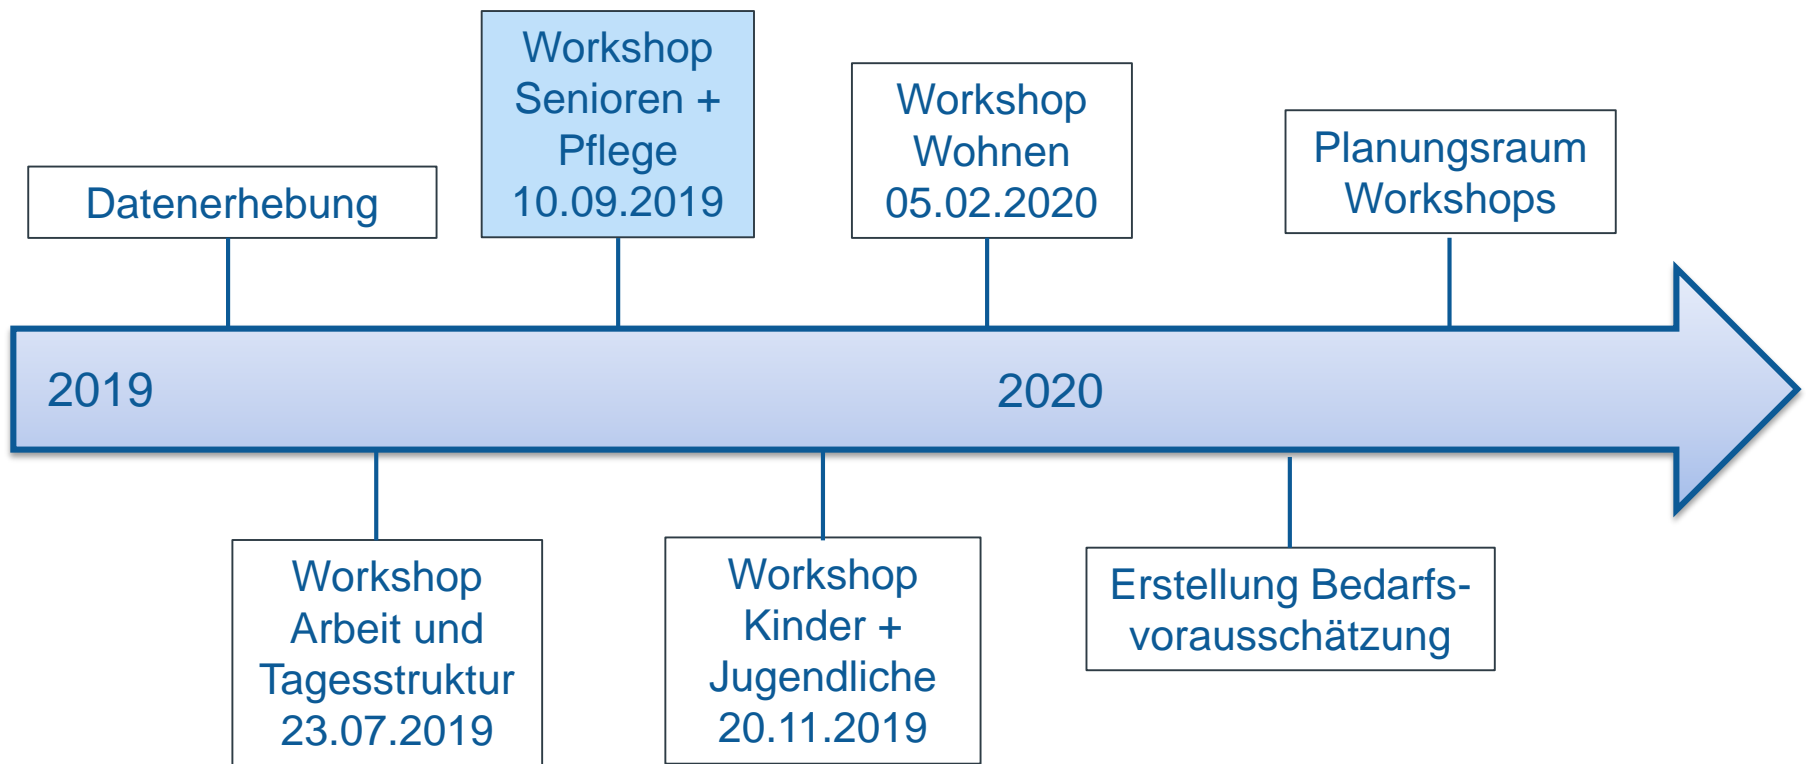 Datenerhebung
Workshop
Senioren +
Pflege
10.09.2019
Workshop
Wohnen
05.02.2020
Planungsraum
Workshops
2019
2020
Workshop
Arbeit und
Tagesstruktur
23.07.2019
Workshop
Kinder +
Jugendliche
20.11.2019
Erstellung Bedarfs-
vorausschätzung